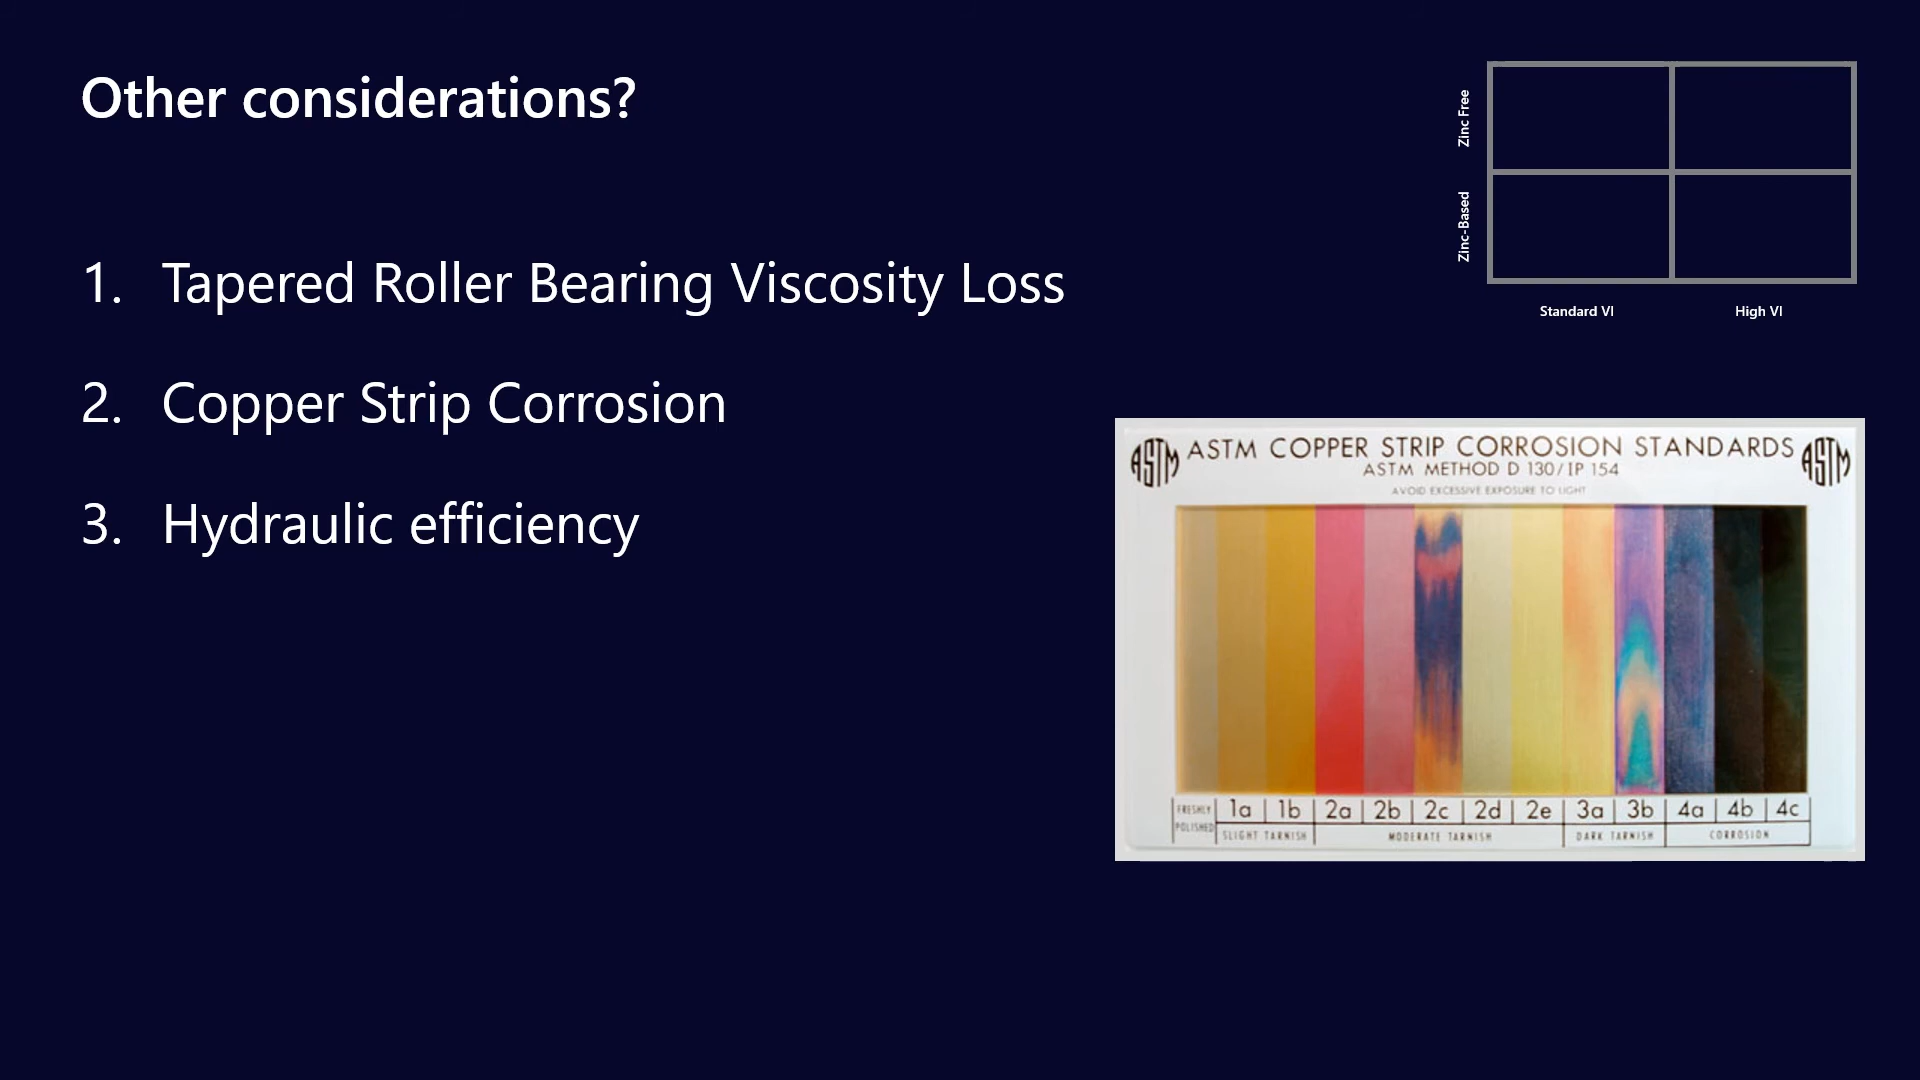 Other considerations?
1. Tapered Roller Bearing Viscosity Loss
2. Copper Strip Corrosion
3. Hydraulic efficiency
Zinc Free
Zinc-Based
Standard VI
High VI
ASTM ASTM COPPER STRIP CORROSION STANDARDS ASTM
ASTM METHOD D 130/IP 154
AVOID EXCESSIVE EXPOSURE TO LIGHT
FRESHLY POLISHED
1a 1b 2a 2b 2c 2d 2e 3a 3b 4a 4b 4c
SLIGHT TARNISH MODERATE TARNISH DARK TARNISH CORROSION